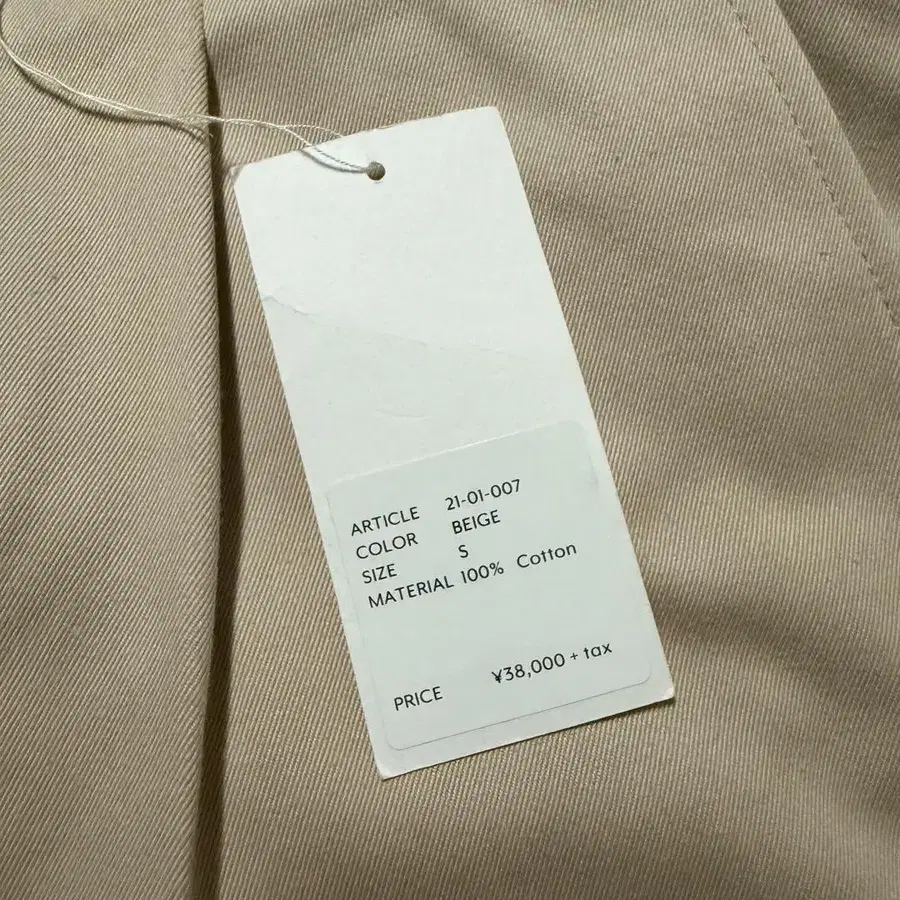 ARTICLE 21-01-007
COLOR BEIGE
SIZE S
MATERIAL 100% Cotton
PRICE ¥38,000 + tax